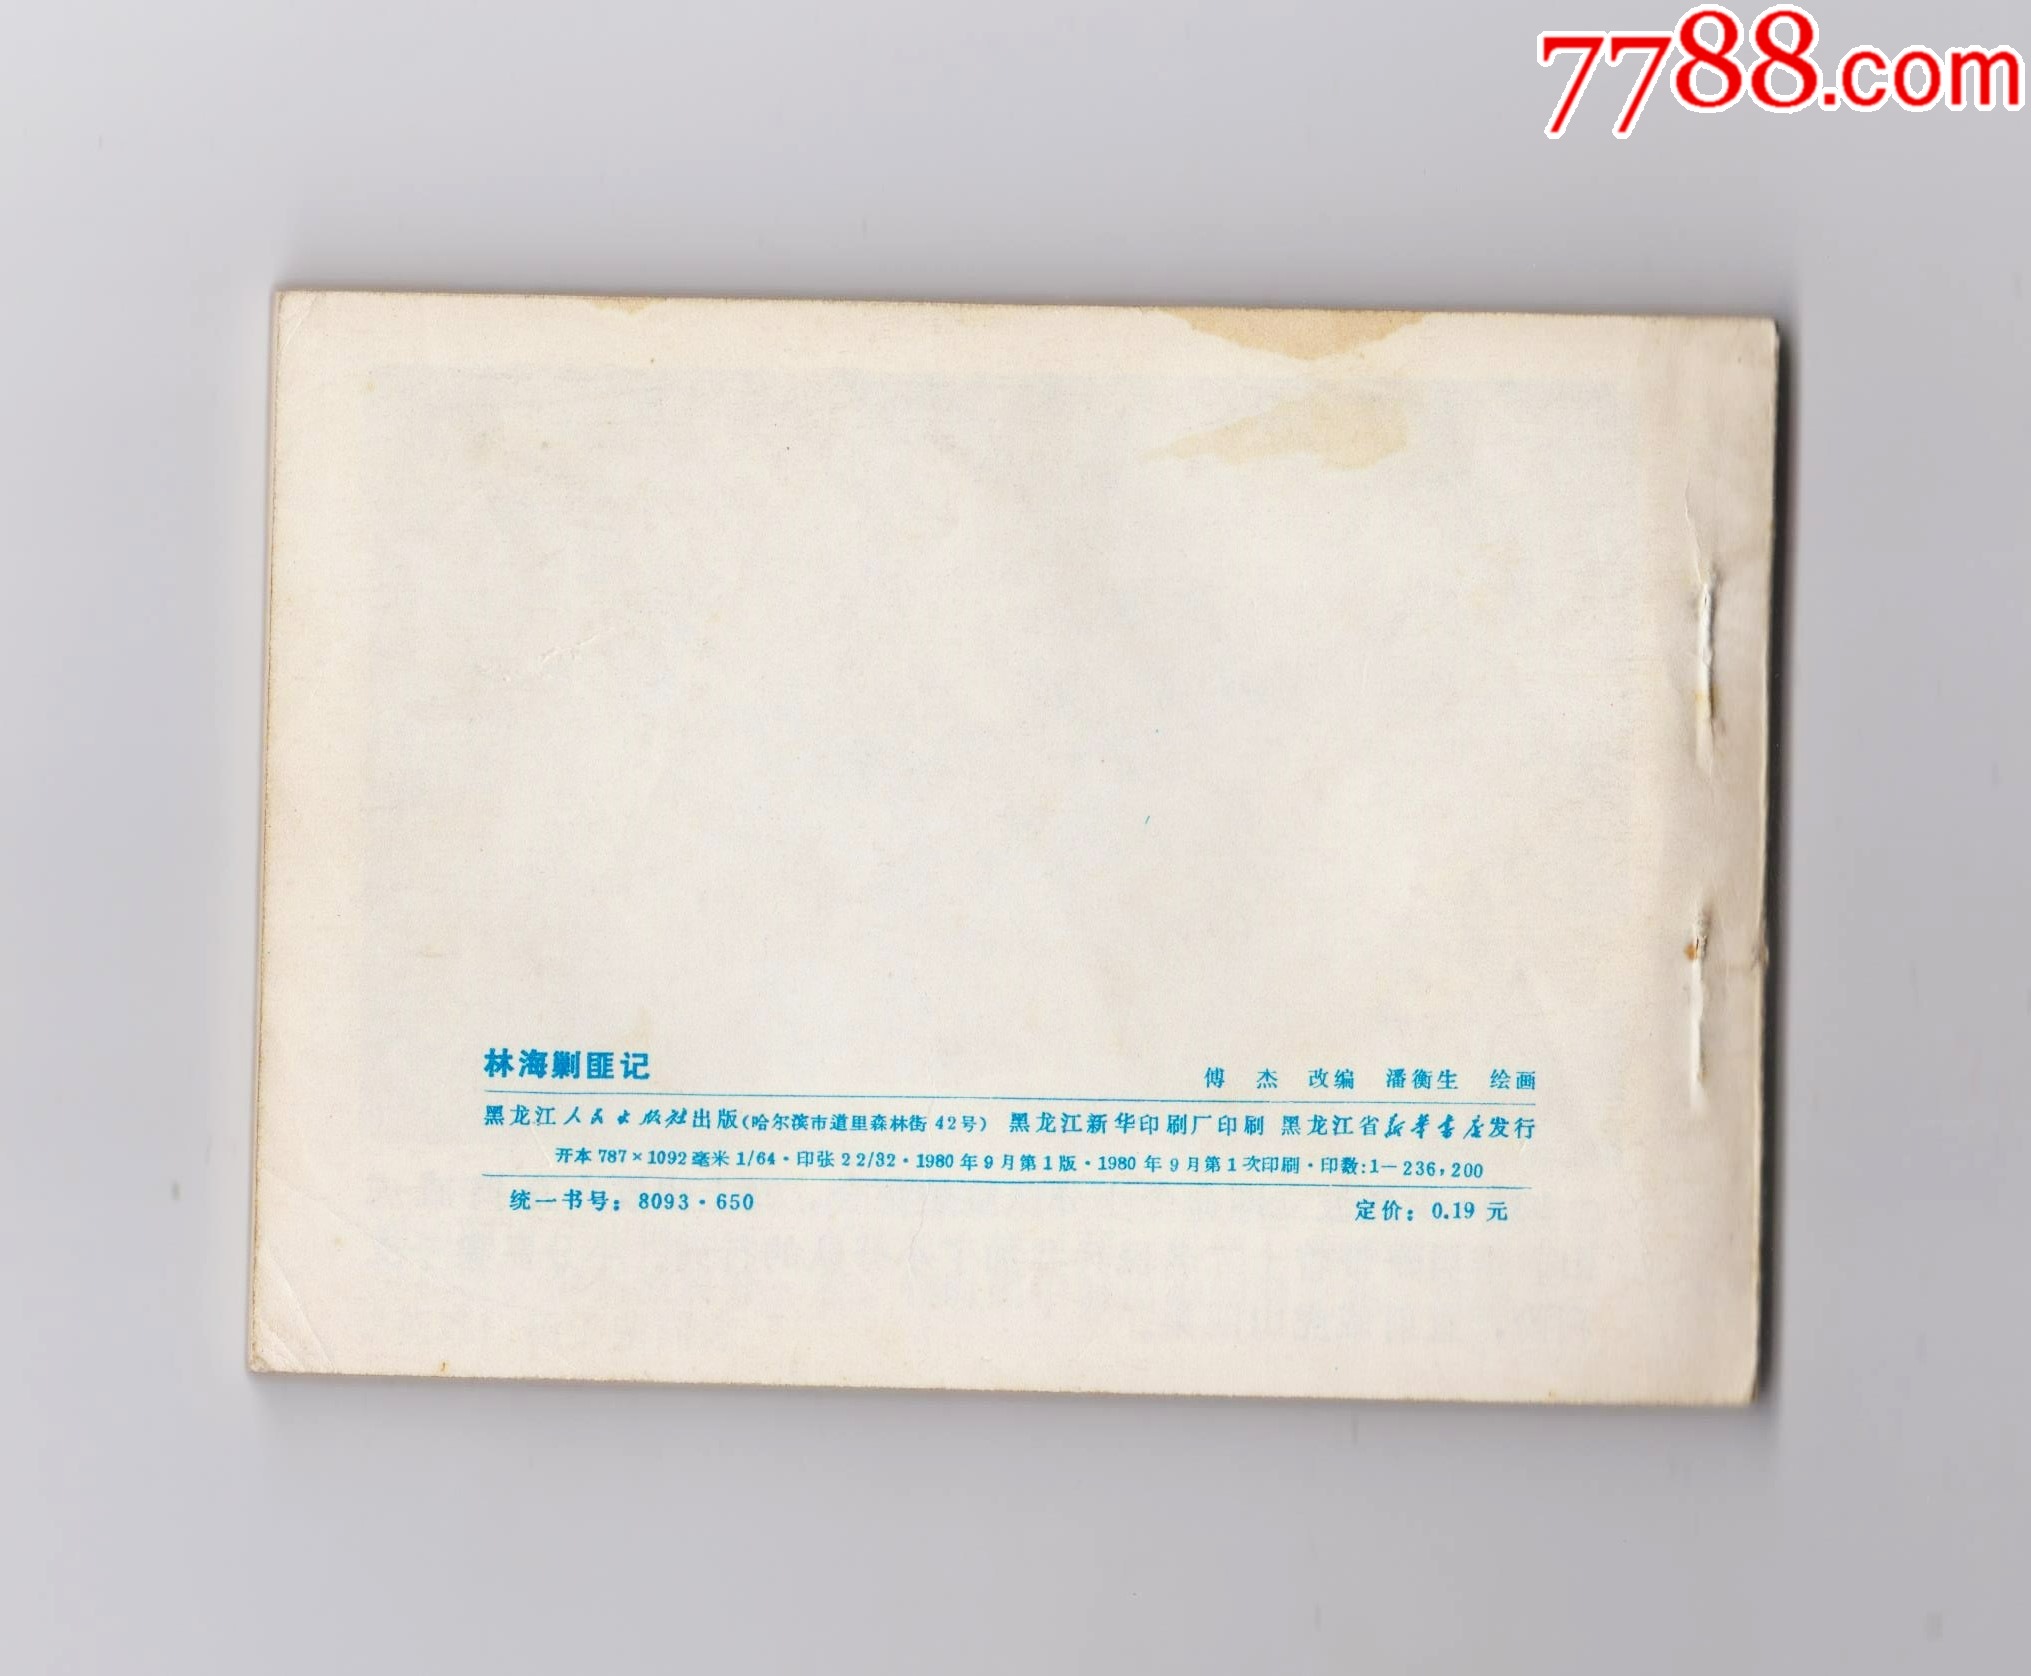 7788.com
林海剿匪记
傅 杰 改编 潘衡生 绘画
黑龙江人民出版社出版(哈尔滨市道里森林街42号) 黑龙江新华印刷厂印刷 黑龙江省新华书店发行
开本787×1092毫米1/64·印张2 2/32·1980年9月第1版·1980年9月第1次印刷·印数:1—236,200
统一书号: 8093·650
定价: 0.19 元